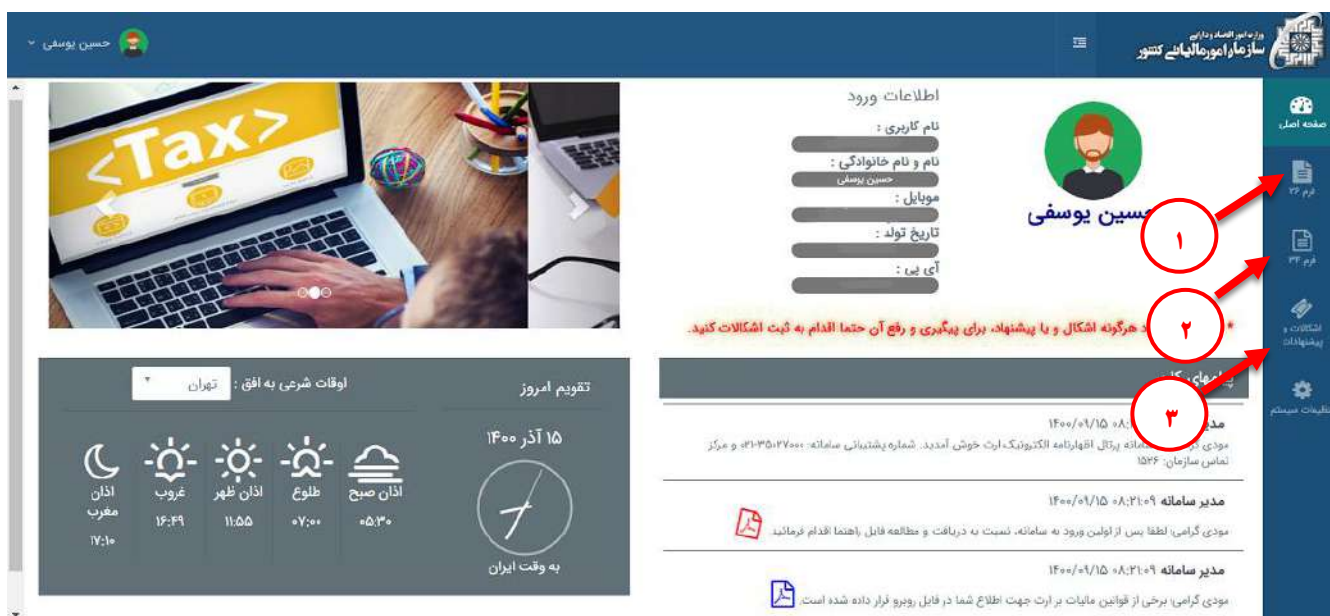 وزارت امور اقتصاد و دارایی
سازمان امور مالیاتی کشور
حسین یوسفی
صفحه اصلی
فرم ۲۶
فرم ۳۴
اشکالات و
پیشنهادات
تنظیمات سیستم
۱
۲
۳
حسین یوسفی
اطلاعات ورود
نام کاربری :
نام و نام خانوادگی :
حسین یوسفی
موبایل :
تاریخ تولد :
آی پی :
<Tax>
* د هرگونه اشکال و یا پیشنهاد، برای پیگیری و رفع آن حتما اقدام به ثبت اشکالات کنید.
۱۴۰۰/۰۹/۱۵
پرتال اظهارنامه الکترونیک ارث خوش آمدید. شماره پشتیبانی سامانه: ۳۵۰۲۷۰۰۰-۰۲۱ و مرکز
تماس سازمان: ۱۵۲۶
مدیر سامانه ۰۸:۲۱:۰۹ ۱۴۰۰/۰۹/۱۵
مودی گرامی: لطفا پس از اولین ورود به سامانه، نسبت به دریافت و مطالعه فایل راهنما اقدام فرمائید.
مدیر سامانه ۰۸:۲۱:۰۹ ۱۴۰۰/۰۹/۱۵
مودی گرامی: برخی از قوانین مالیات بر ارث جهت اطلاع شما در فایل روبرو قرار داده شده است.
تقویم امروز
۱۵ آذر ۱۴۰۰
به وقت ایران
اوقات شرعی به افق : تهران
اذان صبح
۰۵:۳۰
طلوع
۰۷:۰۰
اذان ظهر
۱۱:۵۵
غروب
۱۶:۴۹
اذان
مغرب
۱۷:۱۰